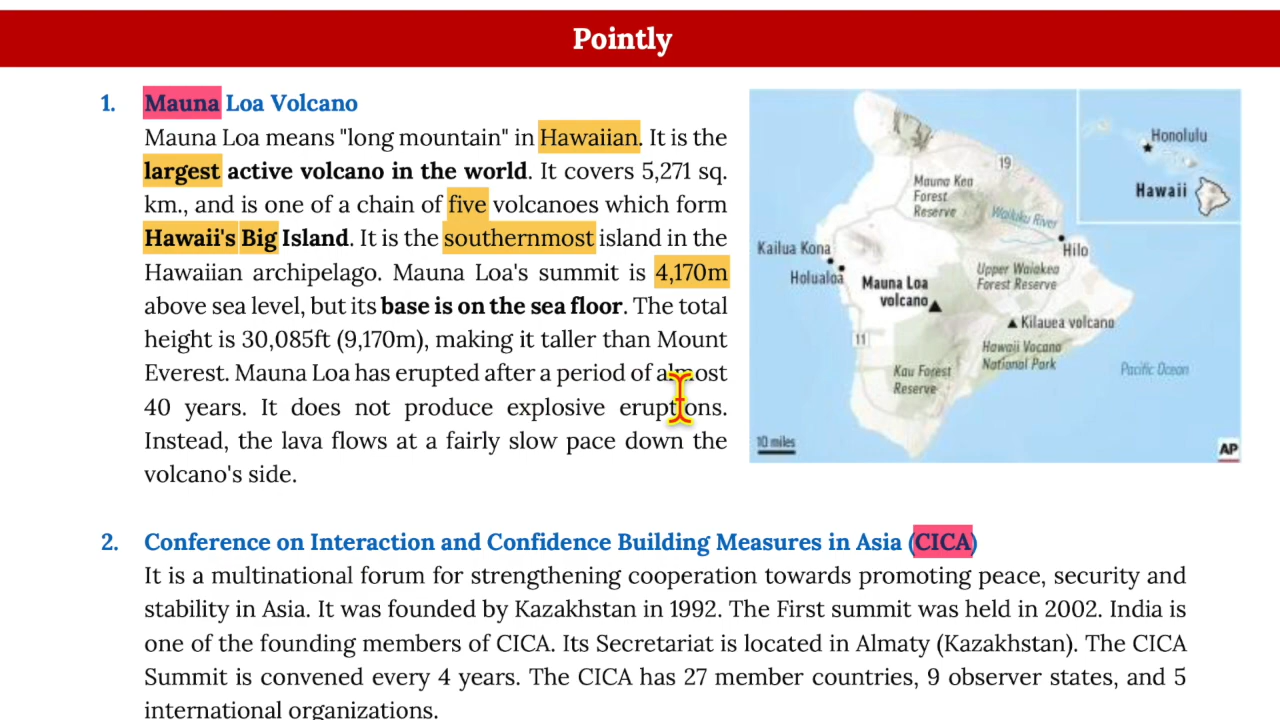 Pointly
1. Mauna Loa Volcano
Mauna Loa means "long mountain" in Hawaiian. It is the
largest active volcano in the world. It covers 5,271 sq.
km., and is one of a chain of five volcanoes which form
Hawaii's Big Island. It is the southernmost island in the
Hawaiian archipelago. Mauna Loa's summit is 4,170m
above sea level, but its base is on the sea floor. The total
height is 30,085ft (9,170m), making it taller than Mount
Everest. Mauna Loa has erupted after a period of almost
40 years. It does not produce explosive eruptions.
Instead, the lava flows at a fairly slow pace down the
volcano's side.
Honolulu
Hawaii
19
Mauna Kea
Forest
Reserve
Wailuku River
Kailua Kona
Hilo
Holualoa
Mauna Loa
volcano
Upper Waiakea
Forest Reserve
Kilauea volcano
11
Hawaii Vocano
National Park
Kau Forest
Reserve
Pacific Ocean
10 miles
AP
2. Conference on Interaction and Confidence Building Measures in Asia (CICA)
It is a multinational forum for strengthening cooperation towards promoting peace, security and
stability in Asia. It was founded by Kazakhstan in 1992. The First summit was held in 2002. India is
one of the founding members of CICA. Its Secretariat is located in Almaty (Kazakhstan). The CICA
Summit is convened every 4 years. The CICA has 27 member countries, 9 observer states, and 5
international organizations.